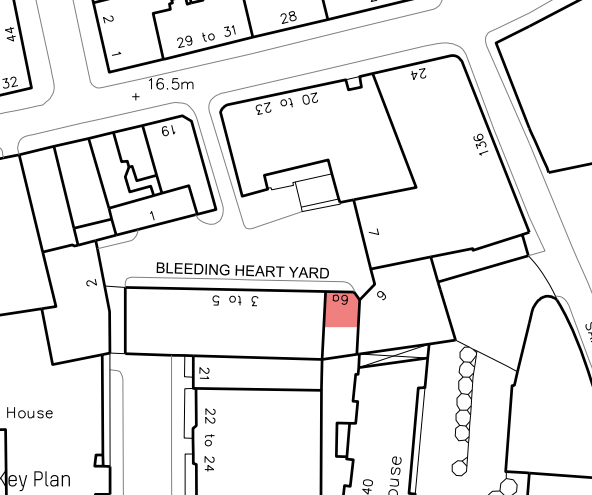 44
32
2
1
29 to 31
28
16.5m
19
20 to 23
24
136
1
7
2
BLEEDING HEART YARD
3 to 5
6a
6
21
22 to 24
House
Key Plan
40
ouse